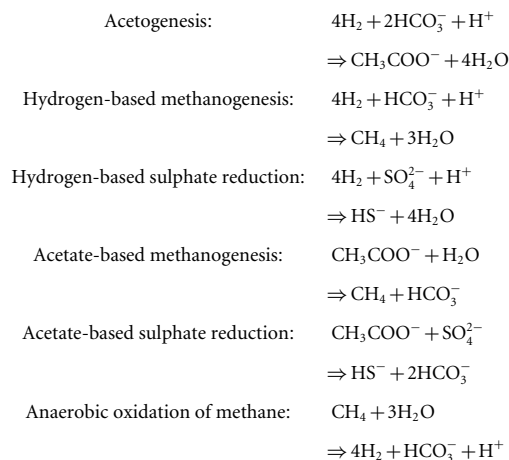 Acetogenesis: 4H₂ + 2HCO₃⁻ + H⁺
⇒ CH₃COO⁻ + 4H₂O
Hydrogen-based methanogenesis: 4H₂ + HCO₃⁻ + H⁺
⇒ CH₄ + 3H₂O
Hydrogen-based sulphate reduction: 4H₂ + SO₄²⁻ + H⁺
⇒ HS⁻ + 4H₂O
Acetate-based methanogenesis: CH₃COO⁻ + H₂O
⇒ CH₄ + HCO₃⁻
Acetate-based sulphate reduction: CH₃COO⁻ + SO₄²⁻
⇒ HS⁻ + 2HCO₃⁻
Anaerobic oxidation of methane: CH₄ + 3H₂O
⇒ 4H₂ + HCO₃⁻ + H⁺